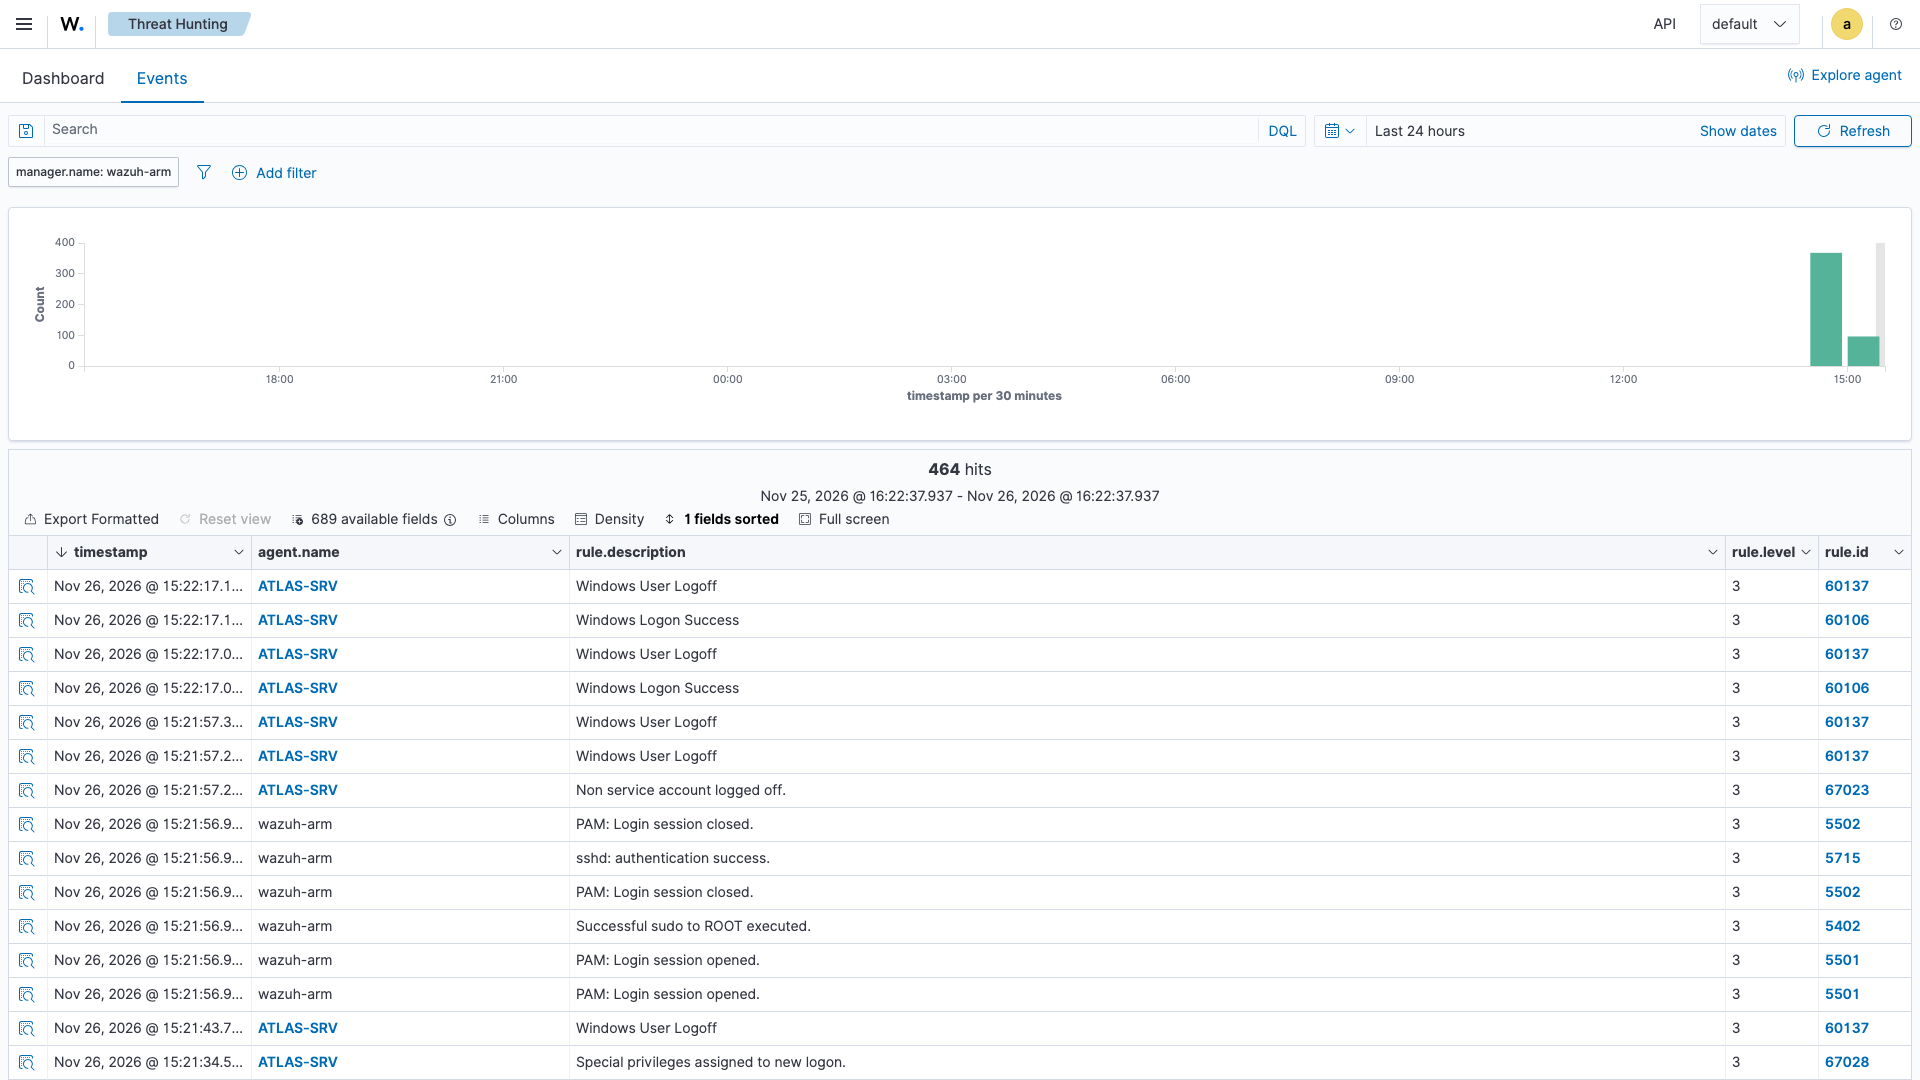 W. Threat Hunting API default a
Dashboard Events Explore agent
Search DQL Last 24 hours Show dates Refresh
manager.name: wazuh-arm Add filter
400
300
200
100
0
Count
18:00 21:00 00:00 03:00 06:00 09:00 12:00 15:00
timestamp per 30 minutes
464 hits
Nov 25, 2026 @ 16:22:37.937 - Nov 26, 2026 @ 16:22:37.937
Export Formatted Reset view 689 available fields Columns Density 1 fields sorted Full screen
timestamp agent.name rule.description rule.level rule.id
Nov 26, 2026 @ 15:22:17.1... ATLAS-SRV Windows User Logoff 3 60137
Nov 26, 2026 @ 15:22:17.1... ATLAS-SRV Windows Logon Success 3 60106
Nov 26, 2026 @ 15:22:17.0... ATLAS-SRV Windows User Logoff 3 60137
Nov 26, 2026 @ 15:22:17.0... ATLAS-SRV Windows Logon Success 3 60106
Nov 26, 2026 @ 15:21:57.3... ATLAS-SRV Windows User Logoff 3 60137
Nov 26, 2026 @ 15:21:57.2... ATLAS-SRV Windows User Logoff 3 60137
Nov 26, 2026 @ 15:21:57.2... ATLAS-SRV Non service account logged off. 3 67023
Nov 26, 2026 @ 15:21:56.9... wazuh-arm PAM: Login session closed. 3 5502
Nov 26, 2026 @ 15:21:56.9... wazuh-arm sshd: authentication success. 3 5715
Nov 26, 2026 @ 15:21:56.9... wazuh-arm PAM: Login session closed. 3 5502
Nov 26, 2026 @ 15:21:56.9... wazuh-arm Successful sudo to ROOT executed. 3 5402
Nov 26, 2026 @ 15:21:56.9... wazuh-arm PAM: Login session opened. 3 5501
Nov 26, 2026 @ 15:21:56.9... wazuh-arm PAM: Login session opened. 3 5501
Nov 26, 2026 @ 15:21:43.7... ATLAS-SRV Windows User Logoff 3 60137
Nov 26, 2026 @ 15:21:34.5... ATLAS-SRV Special privileges assigned to new logon. 3 67028